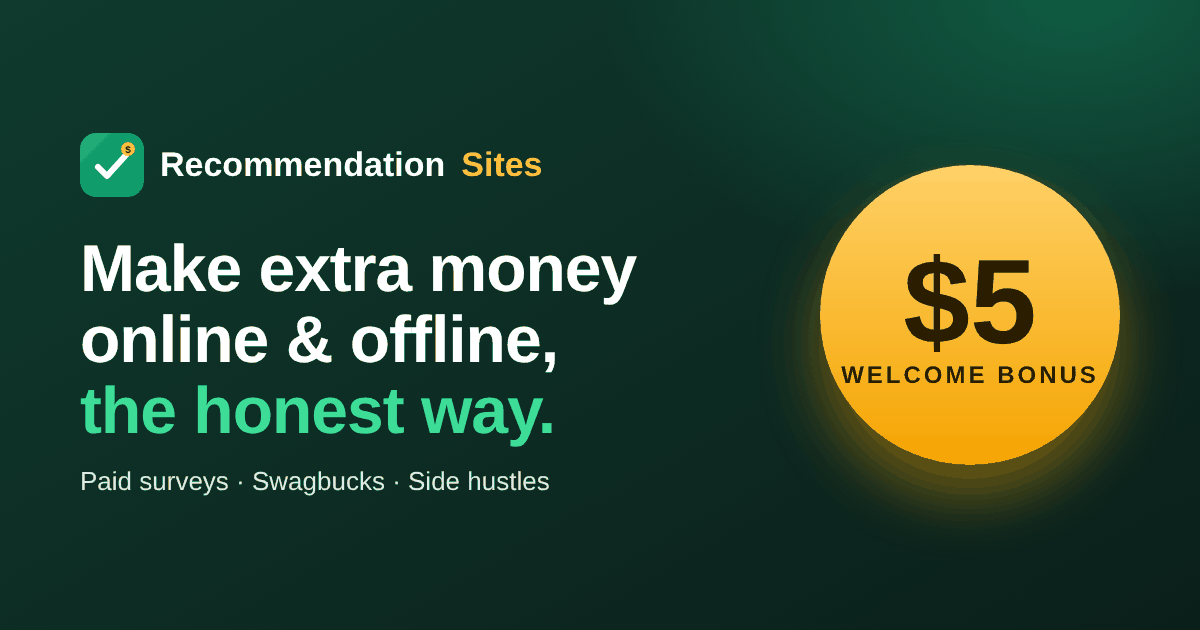 Recommendation Sites
Make extra money
online & offline,
the honest way.
Paid surveys · Swagbucks · Side hustles
$5
WELCOME BONUS